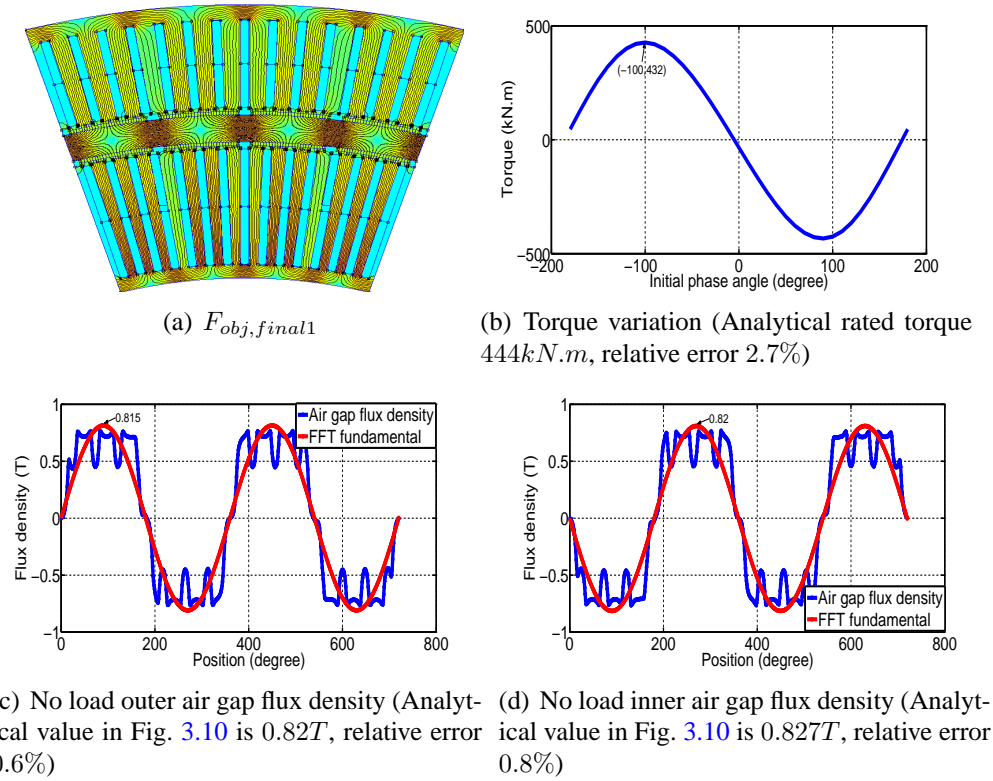 500
0
−500
−200
−100
0
100
200
(−100,432)
Torque (kN.m)
Initial phase angle (degree)
(a) F_{obj,final1}
(b) Torque variation (Analytical rated torque
444kN.m, relative error 2.7%)
1
0.5
0
−0.5
−1
0
200
400
600
800
0.815
Air gap flux density
FFT fundamental
Flux density (T)
Position (degree)
1
0.5
0
−0.5
−1
0
200
400
600
800
0.82
Air gap flux density
FFT fundamental
Flux density (T)
Position (degree)
c) No load outer air gap flux density (Analyt-
ical value in Fig. 3.10 is 0.82T, relative error
0.6%)
(d) No load inner air gap flux density (Analyt-
ical value in Fig. 3.10 is 0.827T, relative error
0.8%)